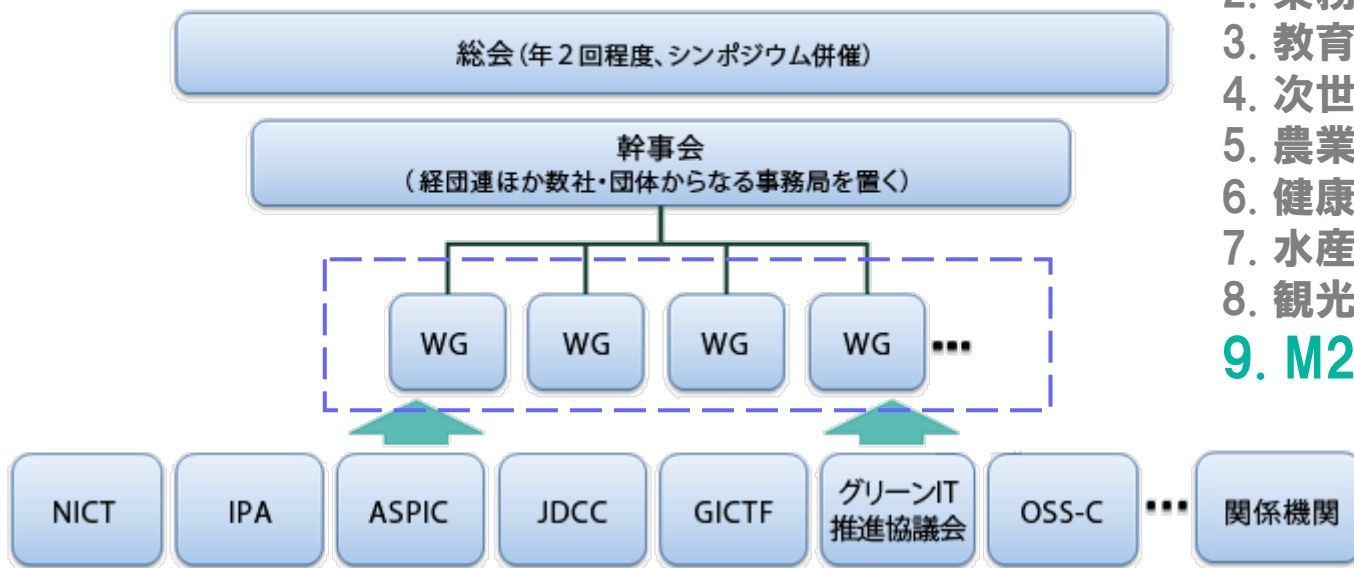 2. 業務
3. 教育
4. 次世
5. 農業
6. 健康
7. 水産
8. 観光
9. M2
総会(年2回程度、シンポジウム併催)
幹事会
(経団連ほか数社・団体からなる事務局を置く)
WG
WG
WG
WG
...
NICT
IPA
ASPIC
JDCC
GICTF
グリーンIT
推進協議会
OSS-C
...
関係機関